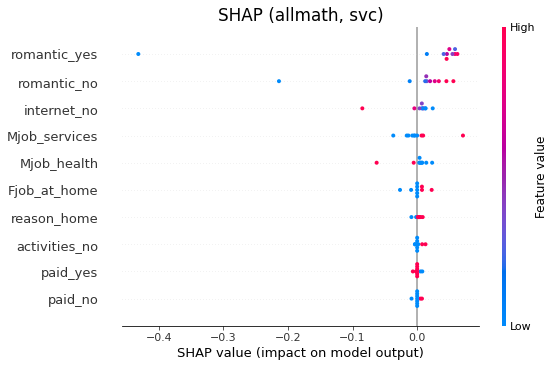 SHAP (allmath, svc)
High
romantic_yes
romantic_no
internet_no
Mjob_services
Mjob_health
Fjob_at_home
reason_home
activities_no
paid_yes
paid_no
Feature value
Low
−0.4 −0.3 −0.2 −0.1 0.0
SHAP value (impact on model output)